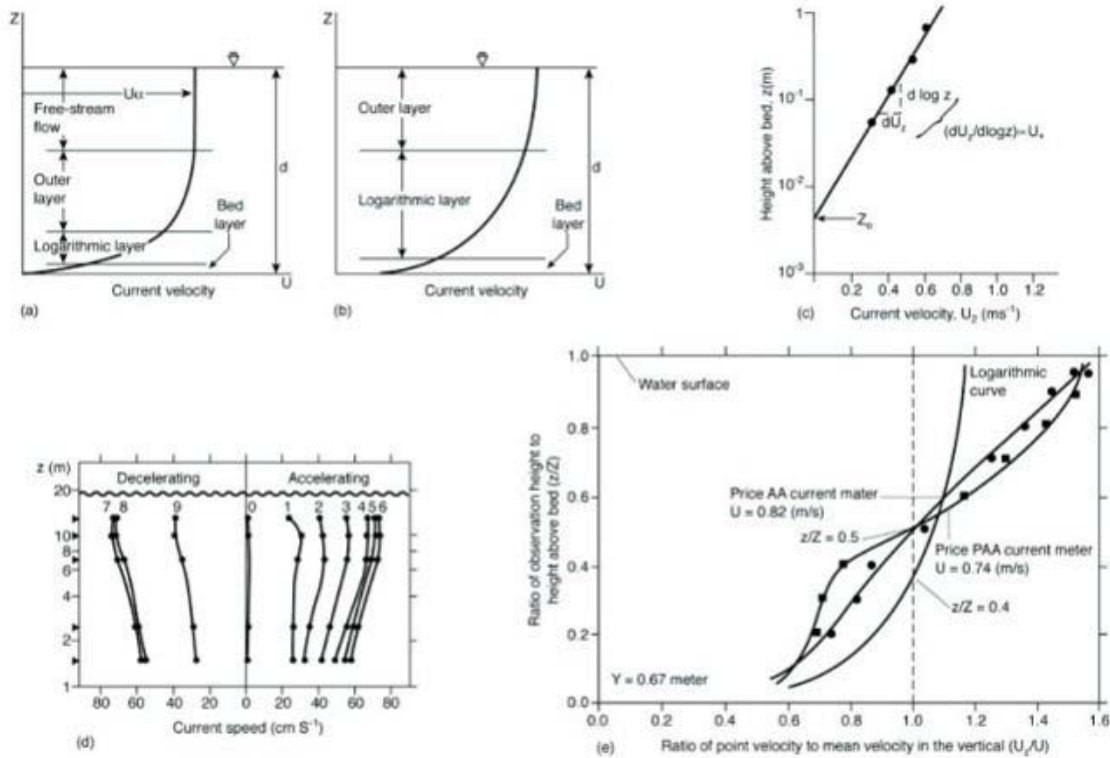 Z
Uα
Free-stream
flow
Outer
layer
d
Bed
layer
Logarithmic layer
U
Current velocity
(a)
Z
Outer layer
d
Logarithmic layer
Bed
layer
Current velocity
(b)
1
10-1
10-2
10-3
Height above bed, z(m)
d log z
dUz
(dUz/dlogz)∞ U*
Zo
0.2 0.4 0.6 0.8 1.0 1.2
Current velocity, U2 (ms-1)
(c)
z (m)
20
10
8
6
4
2
1
Decelerating
Accelerating
7 8 9 0 1 2 3 4 5 6
80 60 40 20 0 20 40 60 80
Current speed (cm S-1)
(d)
1.0
0.8
0.6
0.4
0.2
0.0
Ratio of observation height to
height above bed (z/Z)
Water surface
Logarithmic
curve
Price AA current mater
U = 0.82 (m/s)
z/Z = 0.5
Price PAA current meter
U = 0.74 (m/s)
z/Z = 0.4
Y = 0.67 meter
0.0 0.2 0.4 0.6 0.8 1.0 1.2 1.4 1.6
(e)
Ratio of point velocity to mean velocity in the vertical (Uz/U)